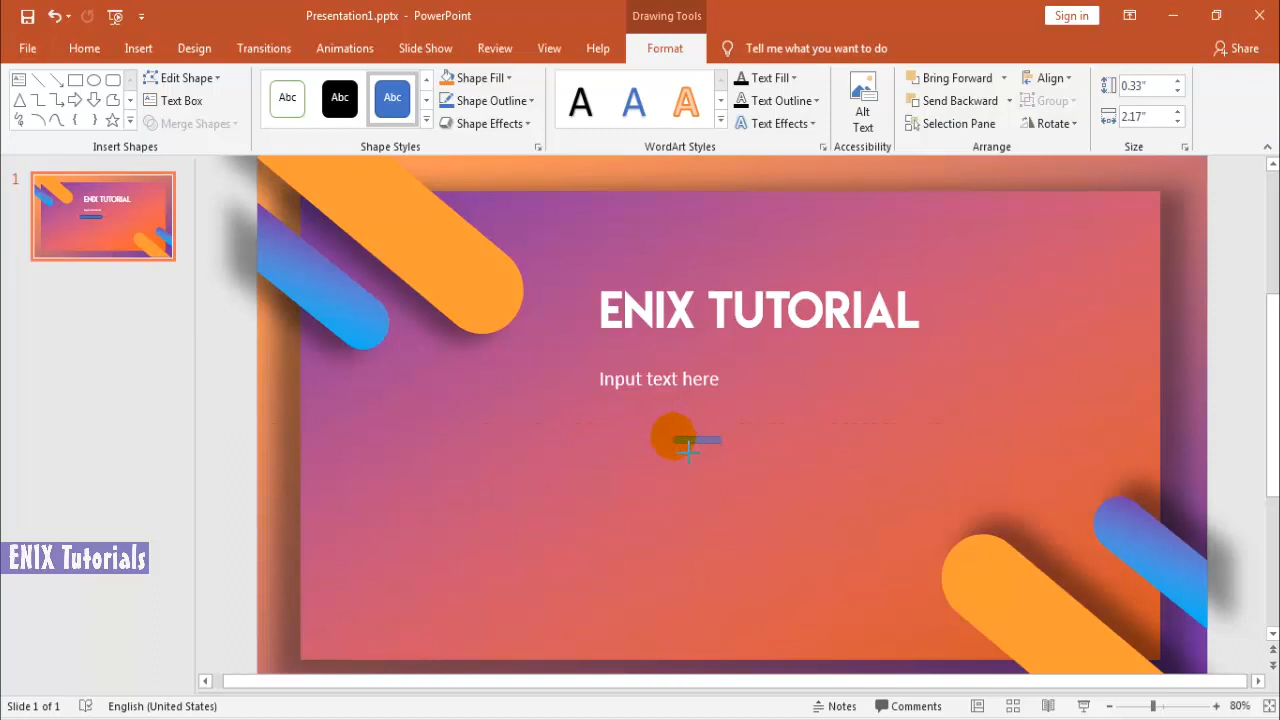 Presentation1.pptx - PowerPoint
Drawing Tools
Sign in
File Home Insert Design Transitions Animations Slide Show Review View Help Format Tell me what you want to do Share
Edit Shape
Text Box
Merge Shapes
Insert Shapes
Abc Abc Abc
Shape Fill
Shape Outline
Shape Effects
Shape Styles
A A A
Text Fill
Text Outline
Text Effects
WordArt Styles
Alt
Text
Accessibility
Bring Forward
Send Backward
Selection Pane
Align
Group
Rotate
Arrange
0.33"
2.17"
Size
1
ENIX TUTORIAL
ENIX TUTORIAL
Input text here
ENIX Tutorials
Slide 1 of 1 English (United States) Notes Comments 80%